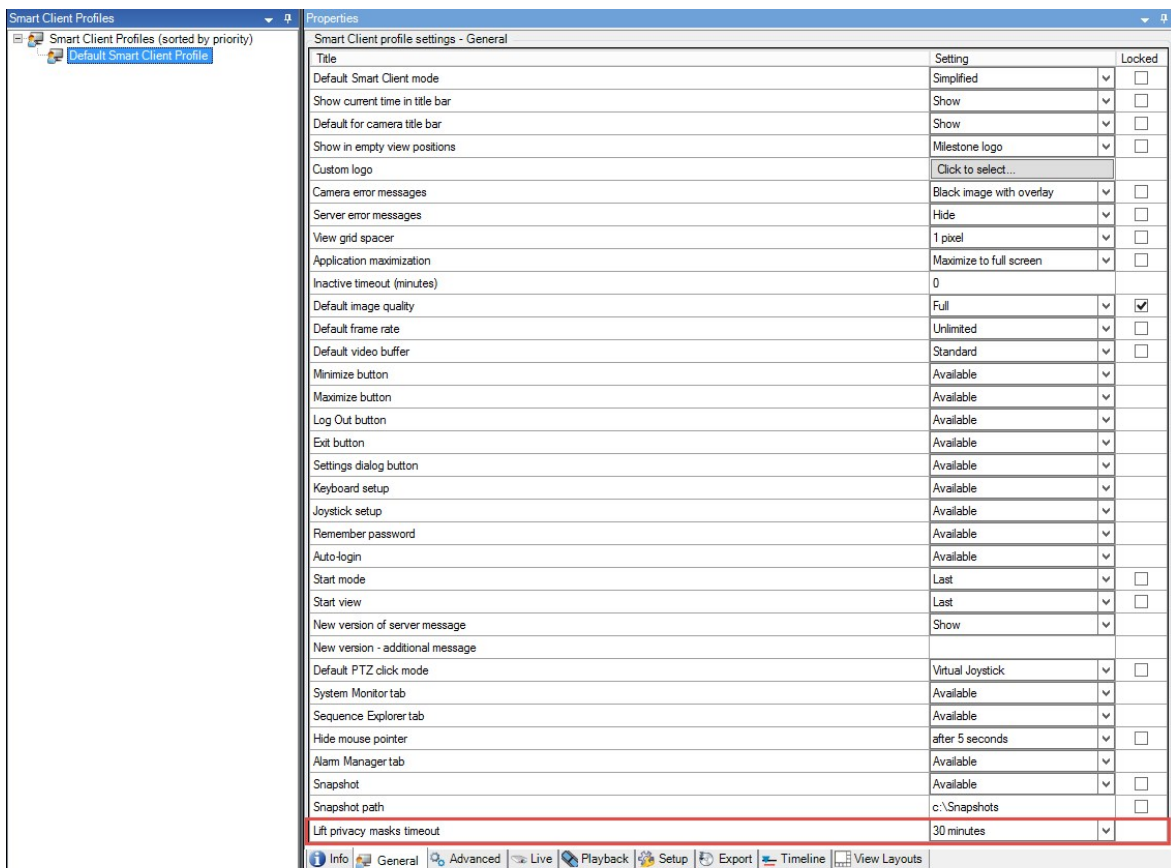 Smart Client Profiles
Properties
Smart Client Profiles (sorted by priority)
Default Smart Client Profile
Smart Client profile settings - General
Title Setting Locked
Default Smart Client mode Simplified
Show current time in title bar Show
Default for camera title bar Show
Show in empty view positions Milestone logo
Custom logo Click to select...
Camera error messages Black image with overlay
Server error messages Hide
View grid spacer 1 pixel
Application maximization Maximize to full screen
Inactive timeout (minutes) 0
Default image quality Full
Default frame rate Unlimited
Default video buffer Standard
Minimize button Available
Maximize button Available
Log Out button Available
Exit button Available
Settings dialog button Available
Keyboard setup Available
Joystick setup Available
Remember password Available
Auto-login Available
Start mode Last
Start view Last
New version of server message Show
New version - additional message
Default PTZ click mode Virtual Joystick
System Monitor tab Available
Sequence Explorer tab Available
Hide mouse pointer after 5 seconds
Alarm Manager tab Available
Snapshot Available
Snapshot path c:\Snapshots
Lift privacy masks timeout 30 minutes
Info General Advanced Live Playback Setup Export Timeline View Layouts